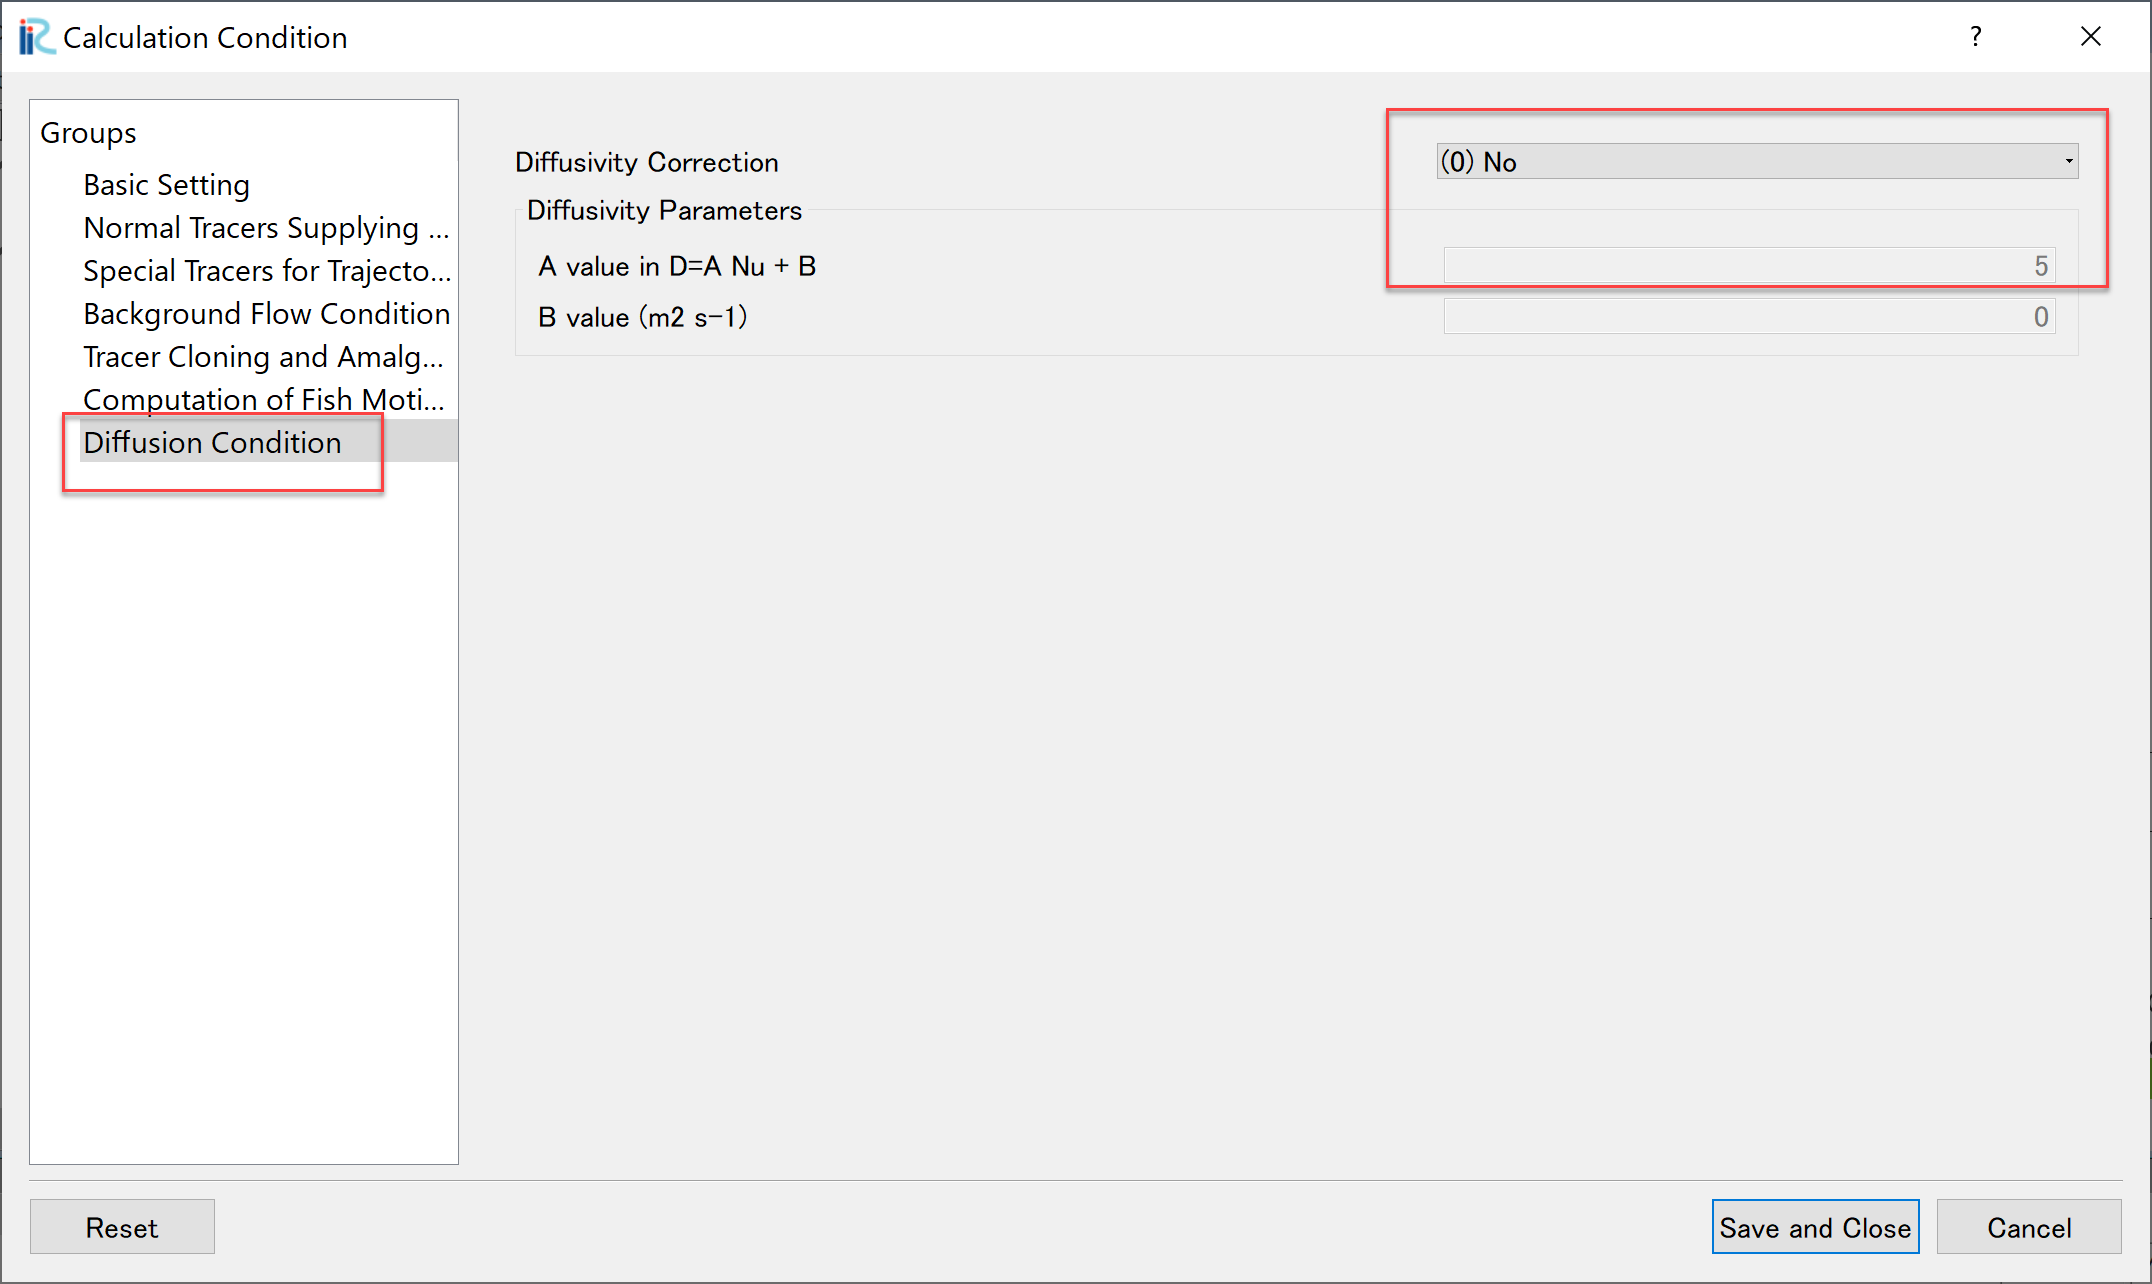 Calculation Condition
?
Groups
Basic Setting
Normal Tracers Supplying ...
Special Tracers for Trajecto...
Background Flow Condition
Tracer Cloning and Amalg...
Computation of Fish Moti...
Diffusion Condition
Diffusivity Correction
(0) No
Diffusivity Parameters
A value in D=A Nu + B
5
B value (m2 s-1)
0
Reset
Save and Close
Cancel